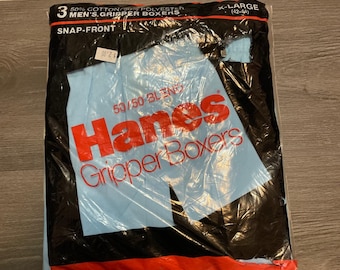 3 50% COTTON/50% POLYESTER
MEN'S GRIPPER BOXERS
SNAP-FRONT
X-LARGE
50/50 BLEND
Hanes
Gripper Boxers